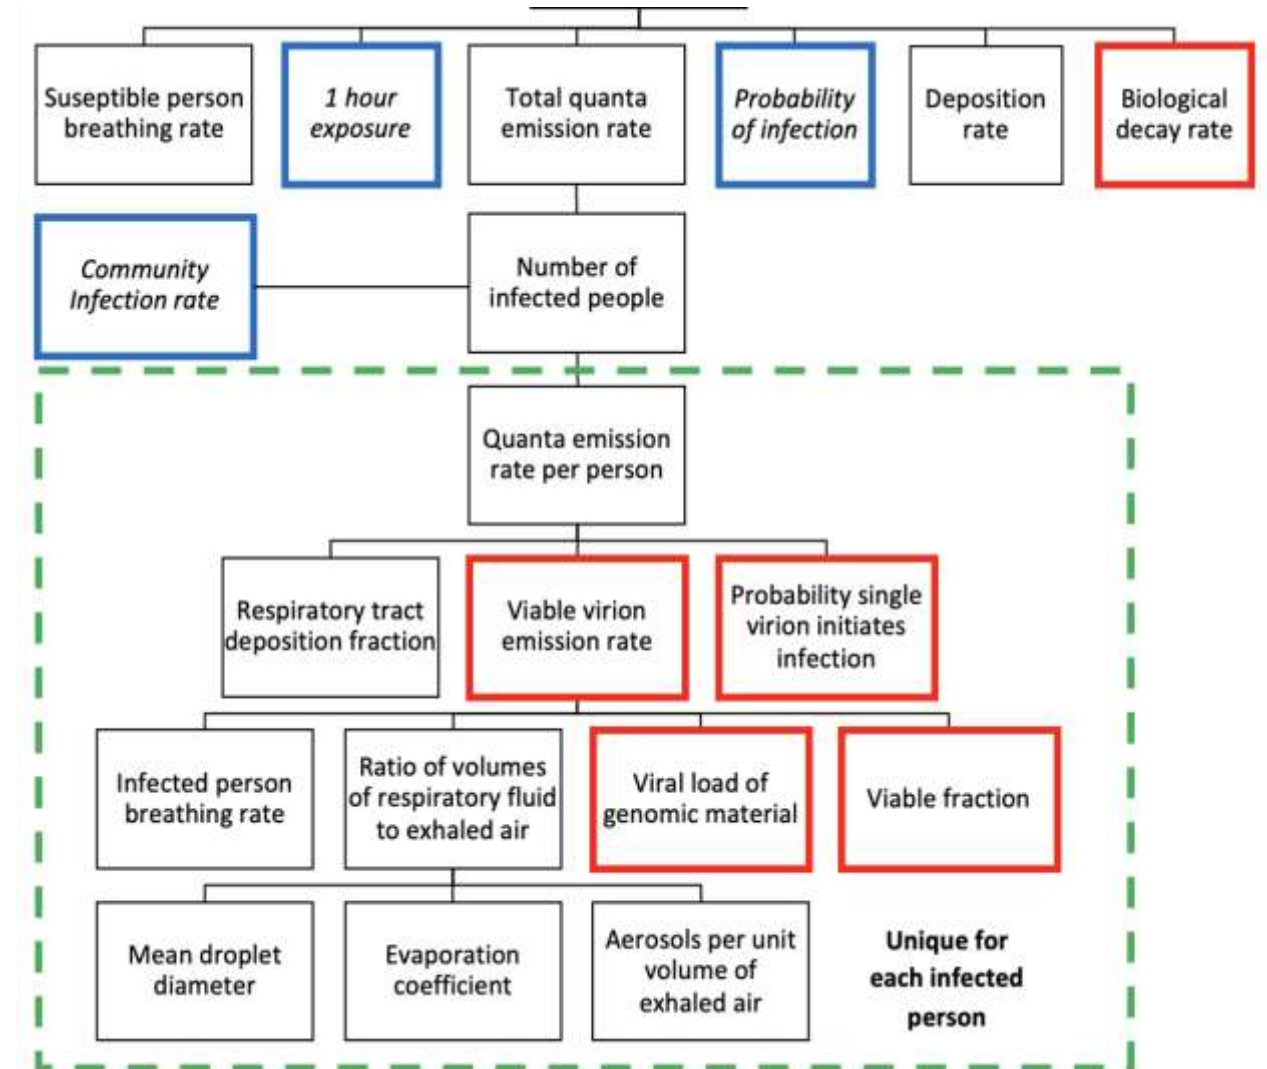 Suseptible person
breathing rate
1 hour
exposure
Total quanta
emission rate
Probability
of infection
Deposition
rate
Biological
decay rate
Community
Infection rate
Number of
infected people
Quanta emission
rate per person
Respiratory tract
deposition fraction
Viable virion
emission rate
Probability single
virion initiates
infection
Infected person
breathing rate
Ratio of volumes
of respiratory fluid
to exhaled air
Viral load of
genomic material
Viable fraction
Mean droplet
diameter
Evaporation
coefficient
Aerosols per unit
volume of
exhaled air
Unique for
each infected
person